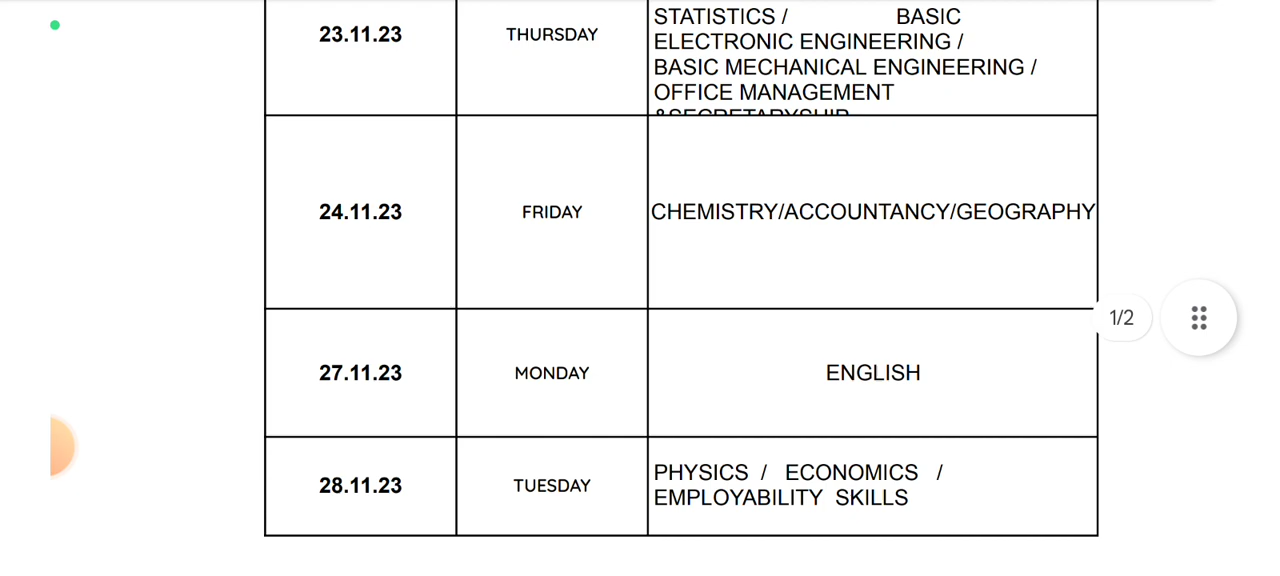 23.11.23 THURSDAY STATISTICS / BASIC
ELECTRONIC ENGINEERING /
BASIC MECHANICAL ENGINEERING /
OFFICE MANAGEMENT
&SECRETARYSHIP
24.11.23 FRIDAY CHEMISTRY/ACCOUNTANCY/GEOGRAPHY
1/2
27.11.23 MONDAY ENGLISH
28.11.23 TUESDAY PHYSICS / ECONOMICS /
EMPLOYABILITY SKILLS